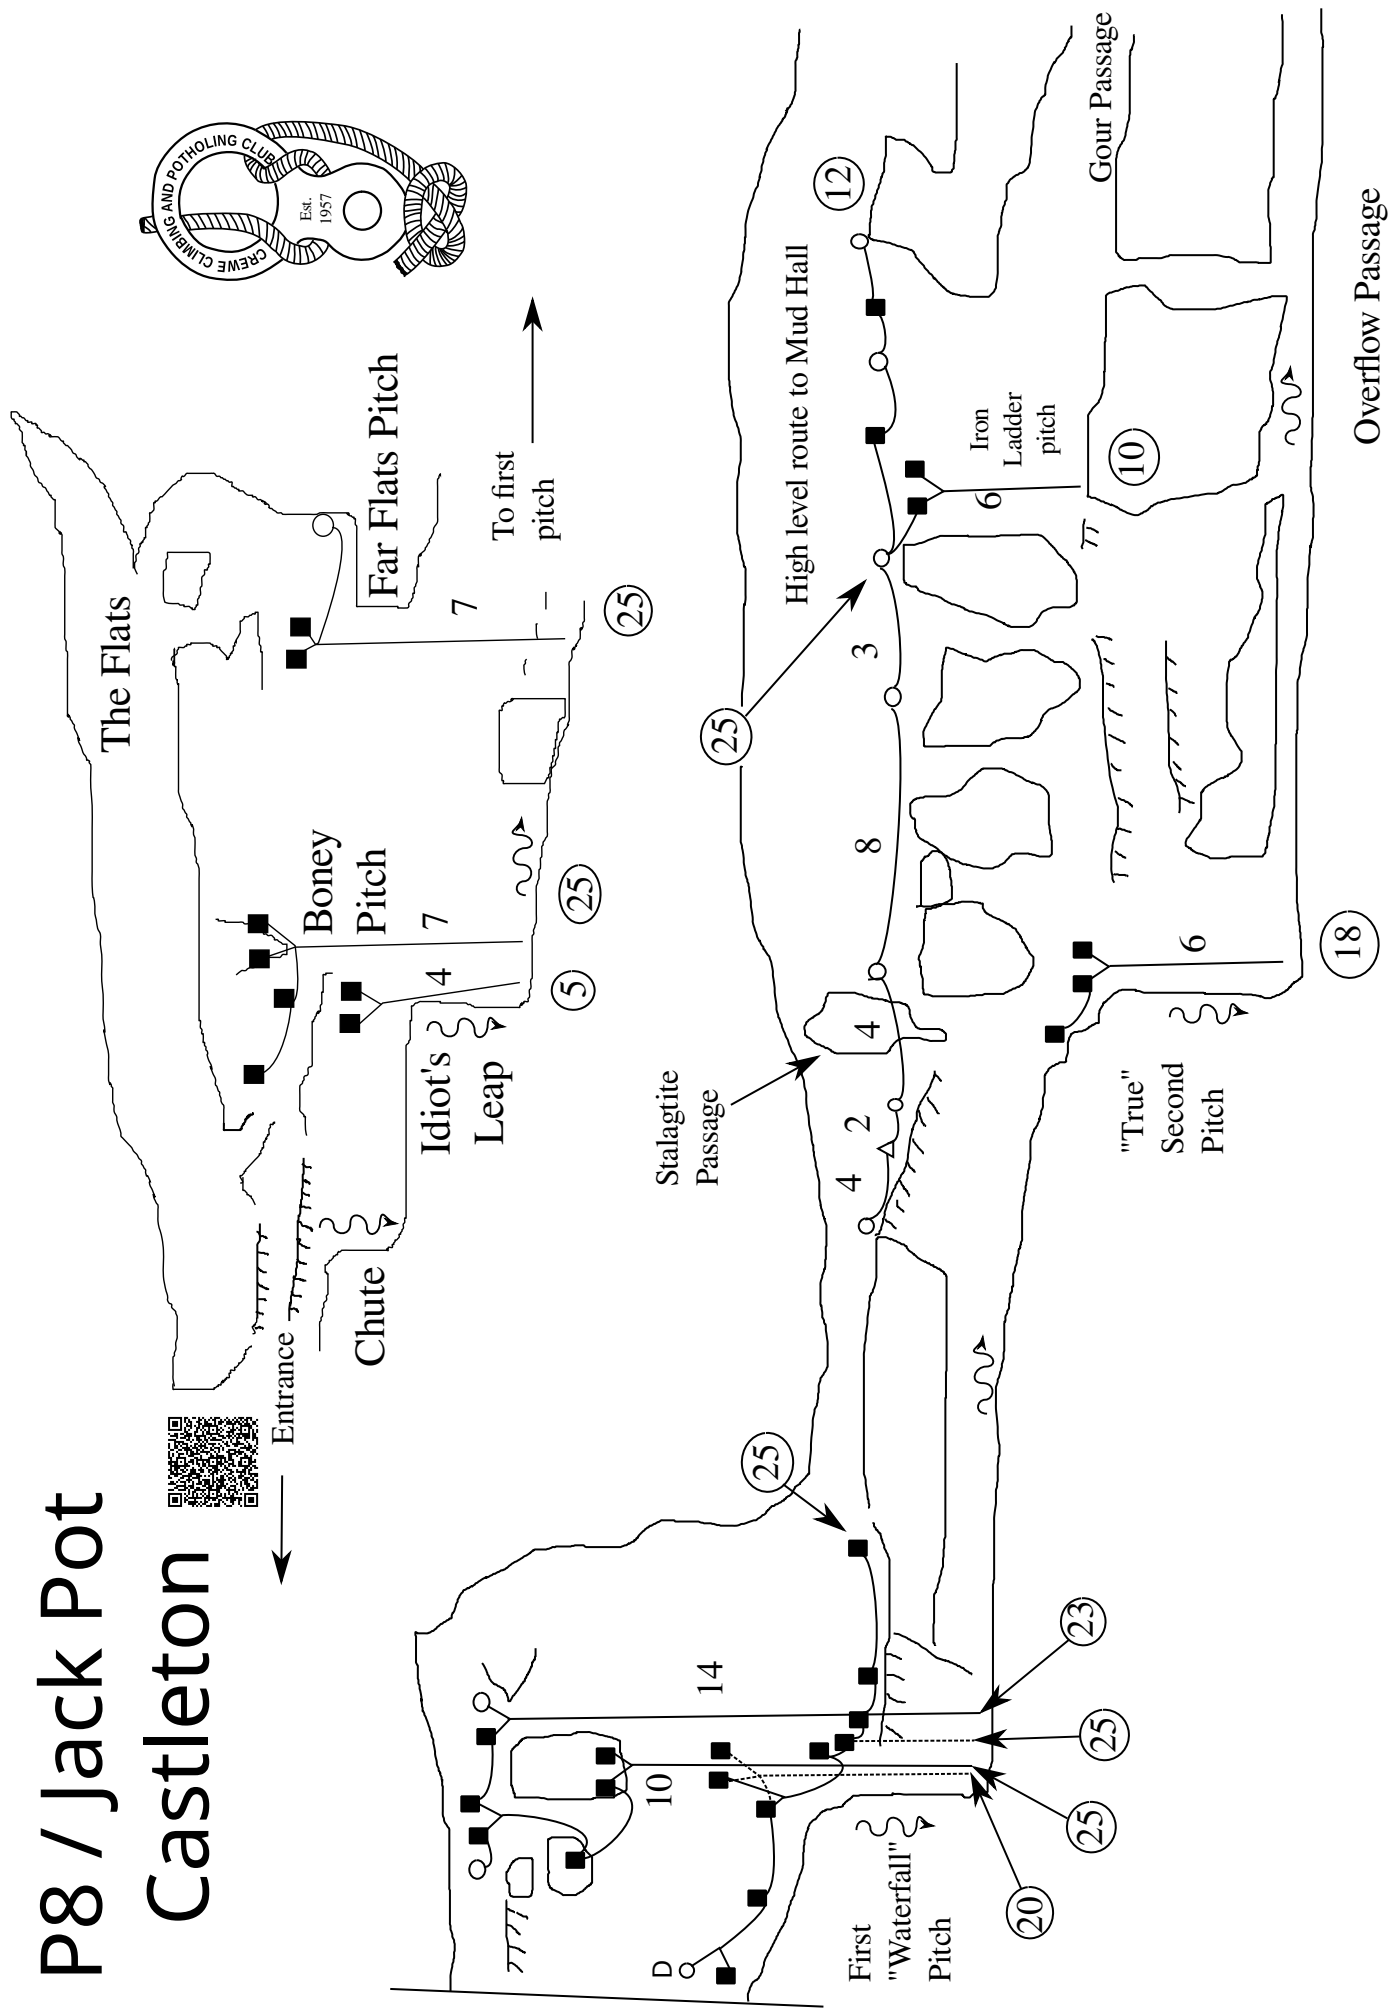 P8 / Jack Pot
Castleton
CREWE CLIMBING AND POTHOLING CLUB
Est.
1957
The Flats
Entrance
Chute
Idiot's
Leap
4
5
Boney
Pitch
7
25
Far Flats Pitch
7
25
To first
pitch
D
First
"Waterfall"
Pitch
10
14
20
25
25
23
25
Stalagtite
Passage
4
2
4
8
3
25
High level route to Mud Hall
12
Iron
Ladder
pitch
6
10
"True"
Second
Pitch
6
18
Gour Passage
Overflow Passage